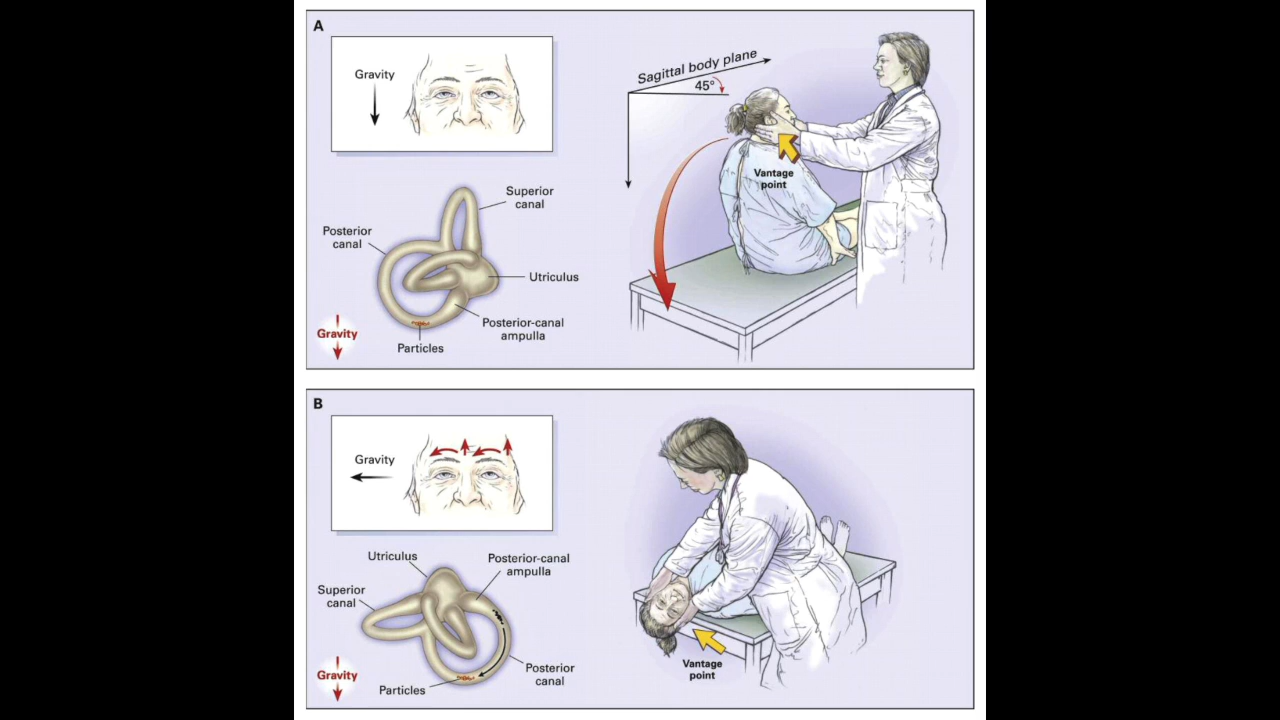 A
Gravity
Sagittal body plane
45°
Vantage
point
Superior
canal
Posterior
canal
Utriculus
Posterior-canal
ampulla
Particles
Gravity
B
Gravity
Utriculus
Posterior-canal
ampulla
Superior
canal
Posterior
canal
Particles
Gravity
Vantage
point